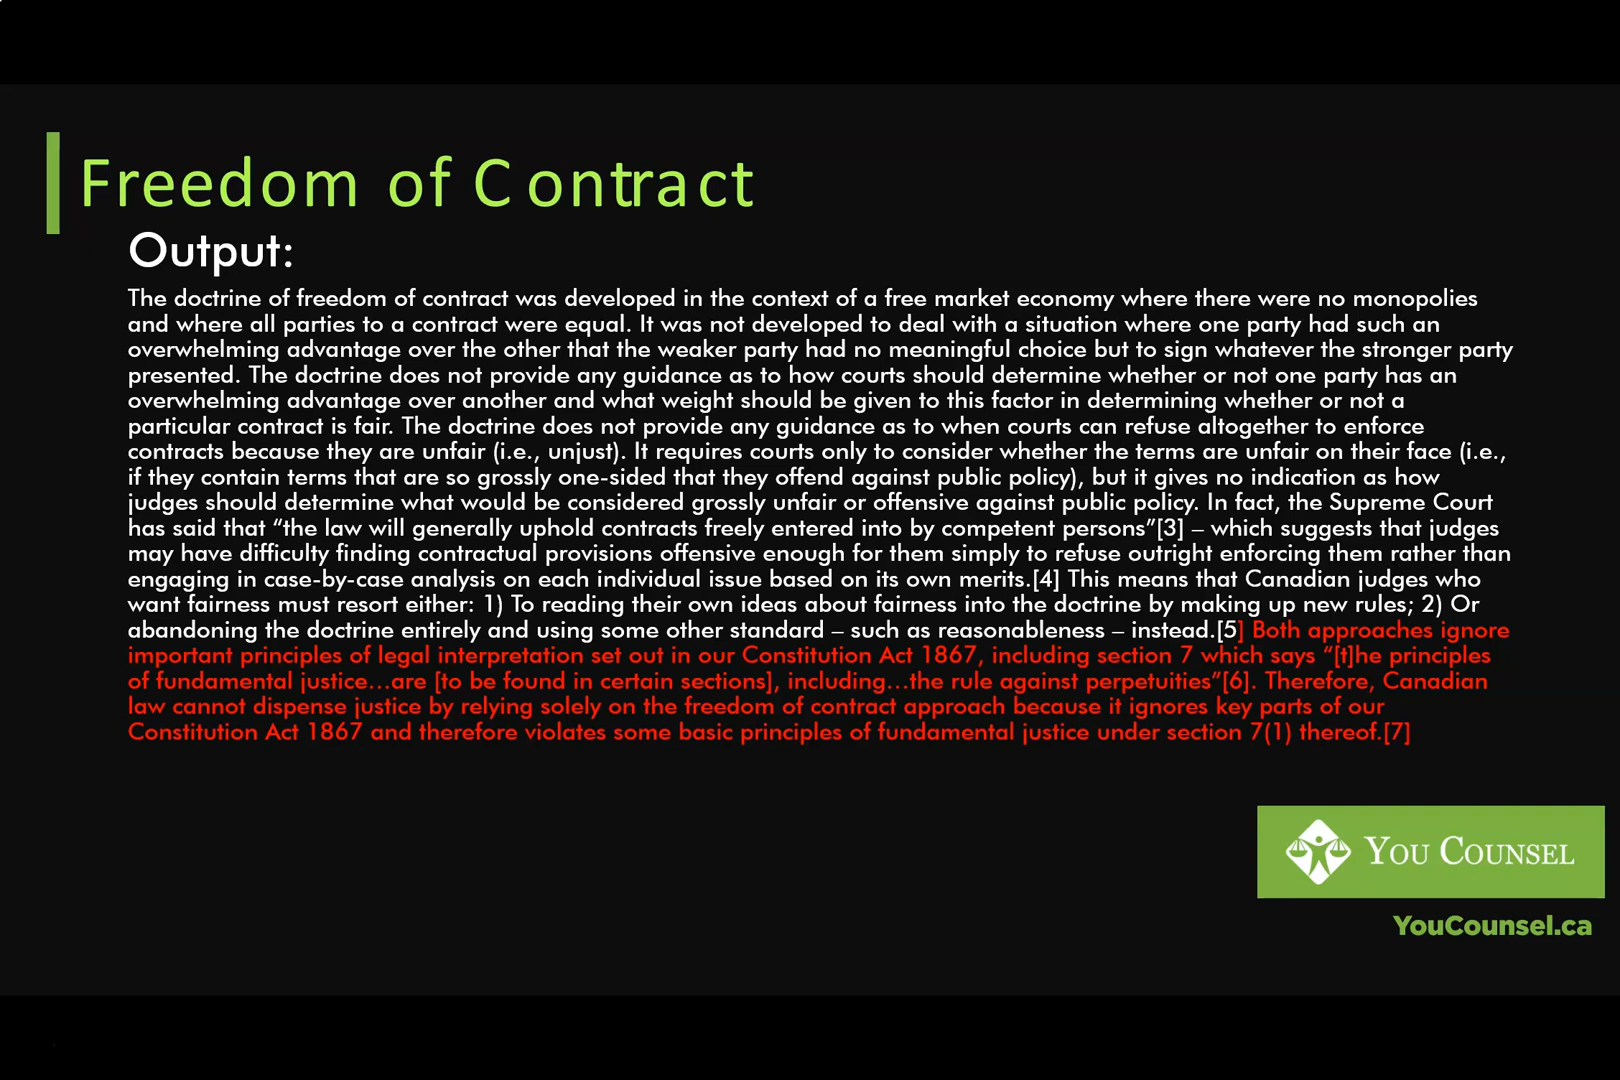 Freedom of Contract
Output:
The doctrine of freedom of contract was developed in the context of a free market economy where there were no monopolies
and where all parties to a contract were equal. It was not developed to deal with a situation where one party had such an
overwhelming advantage over the other that the weaker party had no meaningful choice but to sign whatever the stronger party
presented. The doctrine does not provide any guidance as to how courts should determine whether or not one party has an
overwhelming advantage over another and what weight should be given to this factor in determining whether or not a
particular contract is fair. The doctrine does not provide any guidance as to when courts can refuse altogether to enforce
contracts because they are unfair (i.e., unjust). It requires courts only to consider whether the terms are unfair on their face (i.e.,
if they contain terms that are so grossly one-sided that they offend against public policy), but it gives no indication as how
judges should determine what would be considered grossly unfair or offensive against public policy. In fact, the Supreme Court
has said that “the law will generally uphold contracts freely entered into by competent persons”[3] – which suggests that judges
may have difficulty finding contractual provisions offensive enough for them simply to refuse outright enforcing them rather than
engaging in case-by-case analysis on each individual issue based on its own merits.[4] This means that Canadian judges who
want fairness must resort either: 1) To reading their own ideas about fairness into the doctrine by making up new rules; 2) Or
abandoning the doctrine entirely and using some other standard – such as reasonableness – instead.[5] Both approaches ignore
important principles of legal interpretation set out in our Constitution Act 1867, including section 7 which says “[t]he principles
of fundamental justice...are [to be found in certain sections], including...the rule against perpetuities”[6]. Therefore, Canadian
law cannot dispense justice by relying solely on the freedom of contract approach because it ignores key parts of our
Constitution Act 1867 and therefore violates some basic principles of fundamental justice under section 7(1) thereof.[7]
YOU COUNSEL
YouCounsel.ca